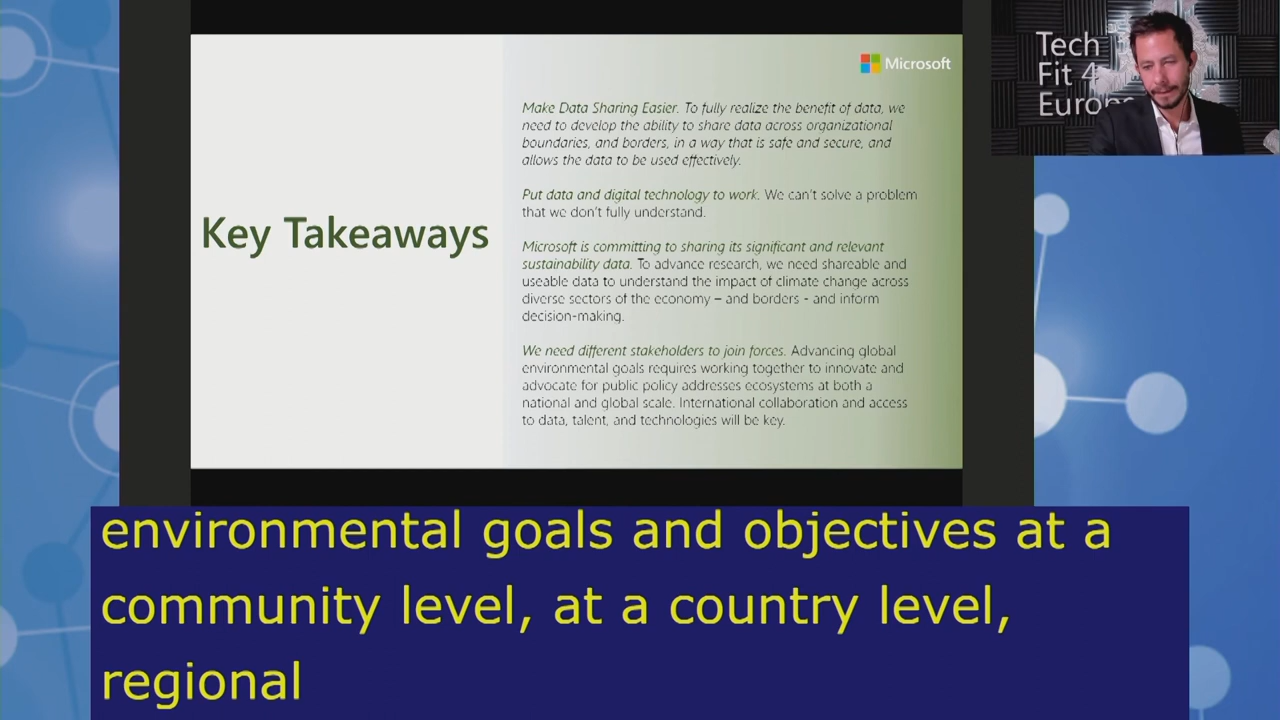 Microsoft
Tech
Fit 4
Europe
Key Takeaways
Make Data Sharing Easier. To fully realize the benefit of data, we
need to develop the ability to share data across organizational
boundaries, and borders, in a way that is safe and secure, and
allows the data to be used effectively.
Put data and digital technology to work. We can't solve a problem
that we don't fully understand.
Microsoft is committing to sharing its significant and relevant
sustainability data. To advance research, we need shareable and
useable data to understand the impact of climate change across
diverse sectors of the economy – and borders - and inform
decision-making.
We need different stakeholders to join forces. Advancing global
environmental goals requires working together to innovate and
advocate for public policy addresses ecosystems at both a
national and global scale. International collaboration and access
to data, talent, and technologies will be key.
environmental goals and objectives at a
community level, at a country level,
regional